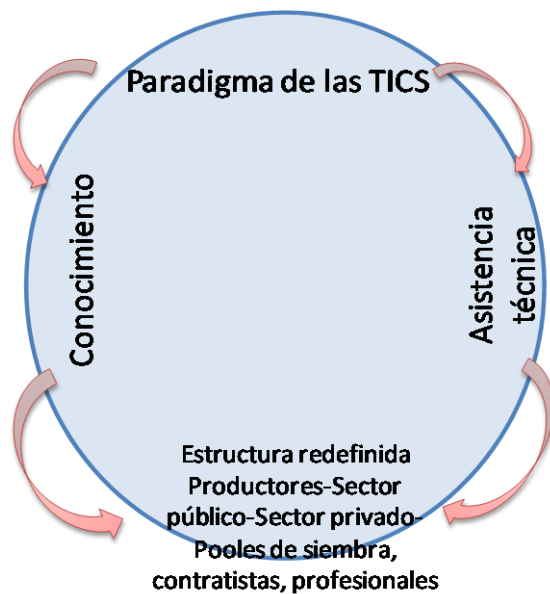 Paradigma de las TICS
Conocimiento
Asistencia
técnica
Estructura redefinida
Productores-Sector
público-Sector privado-
Pooles de siembra,
contratistas, profesionales